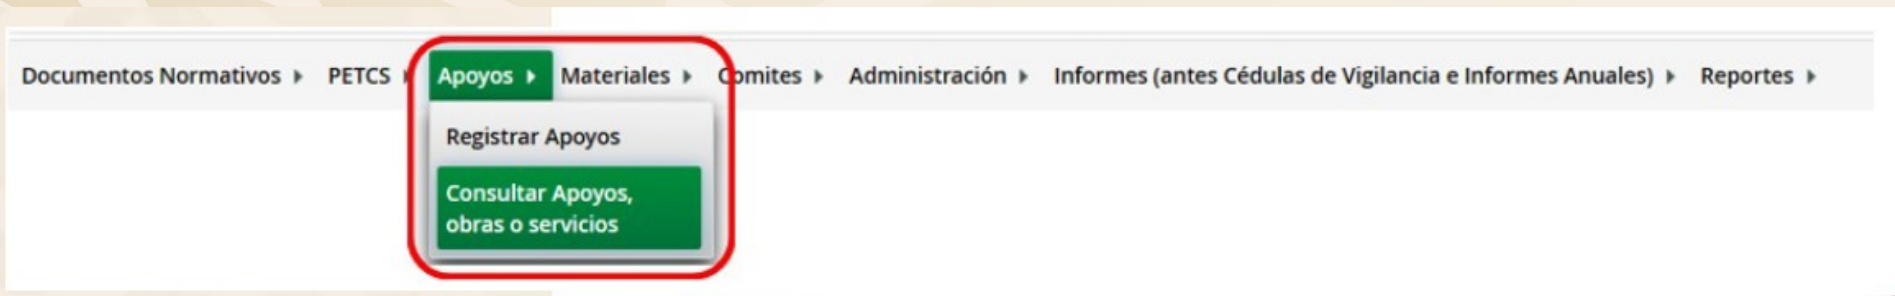 Documentos Normativos PETCS Apoyos Materiales Comites Administración Informes (antes Cédulas de Vigilancia e Informes Anuales) Reportes
Registrar Apoyos
Consultar Apoyos,
obras o servicios